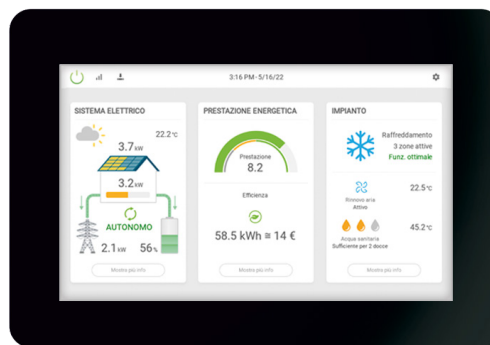 3:16 PM- 5/16/22
SISTEMA ELETTRICO
22.2°C
3.7 kW
3.2 kW
AUTONOMO
2.1 kW 56%
Mostra più info
PRESTAZIONE ENERGETICA
Prestazione
8.2
Efficienza
58.5 kWh ≅ 14 €
Mostra più info
IMPIANTO
Raffreddamento
3 zone attive
Funz. ottimale
22.5°C
Rinnovo aria
Attivo
45.2°C
Acqua sanitaria
Sufficiente per 2 docce
Mostra più info